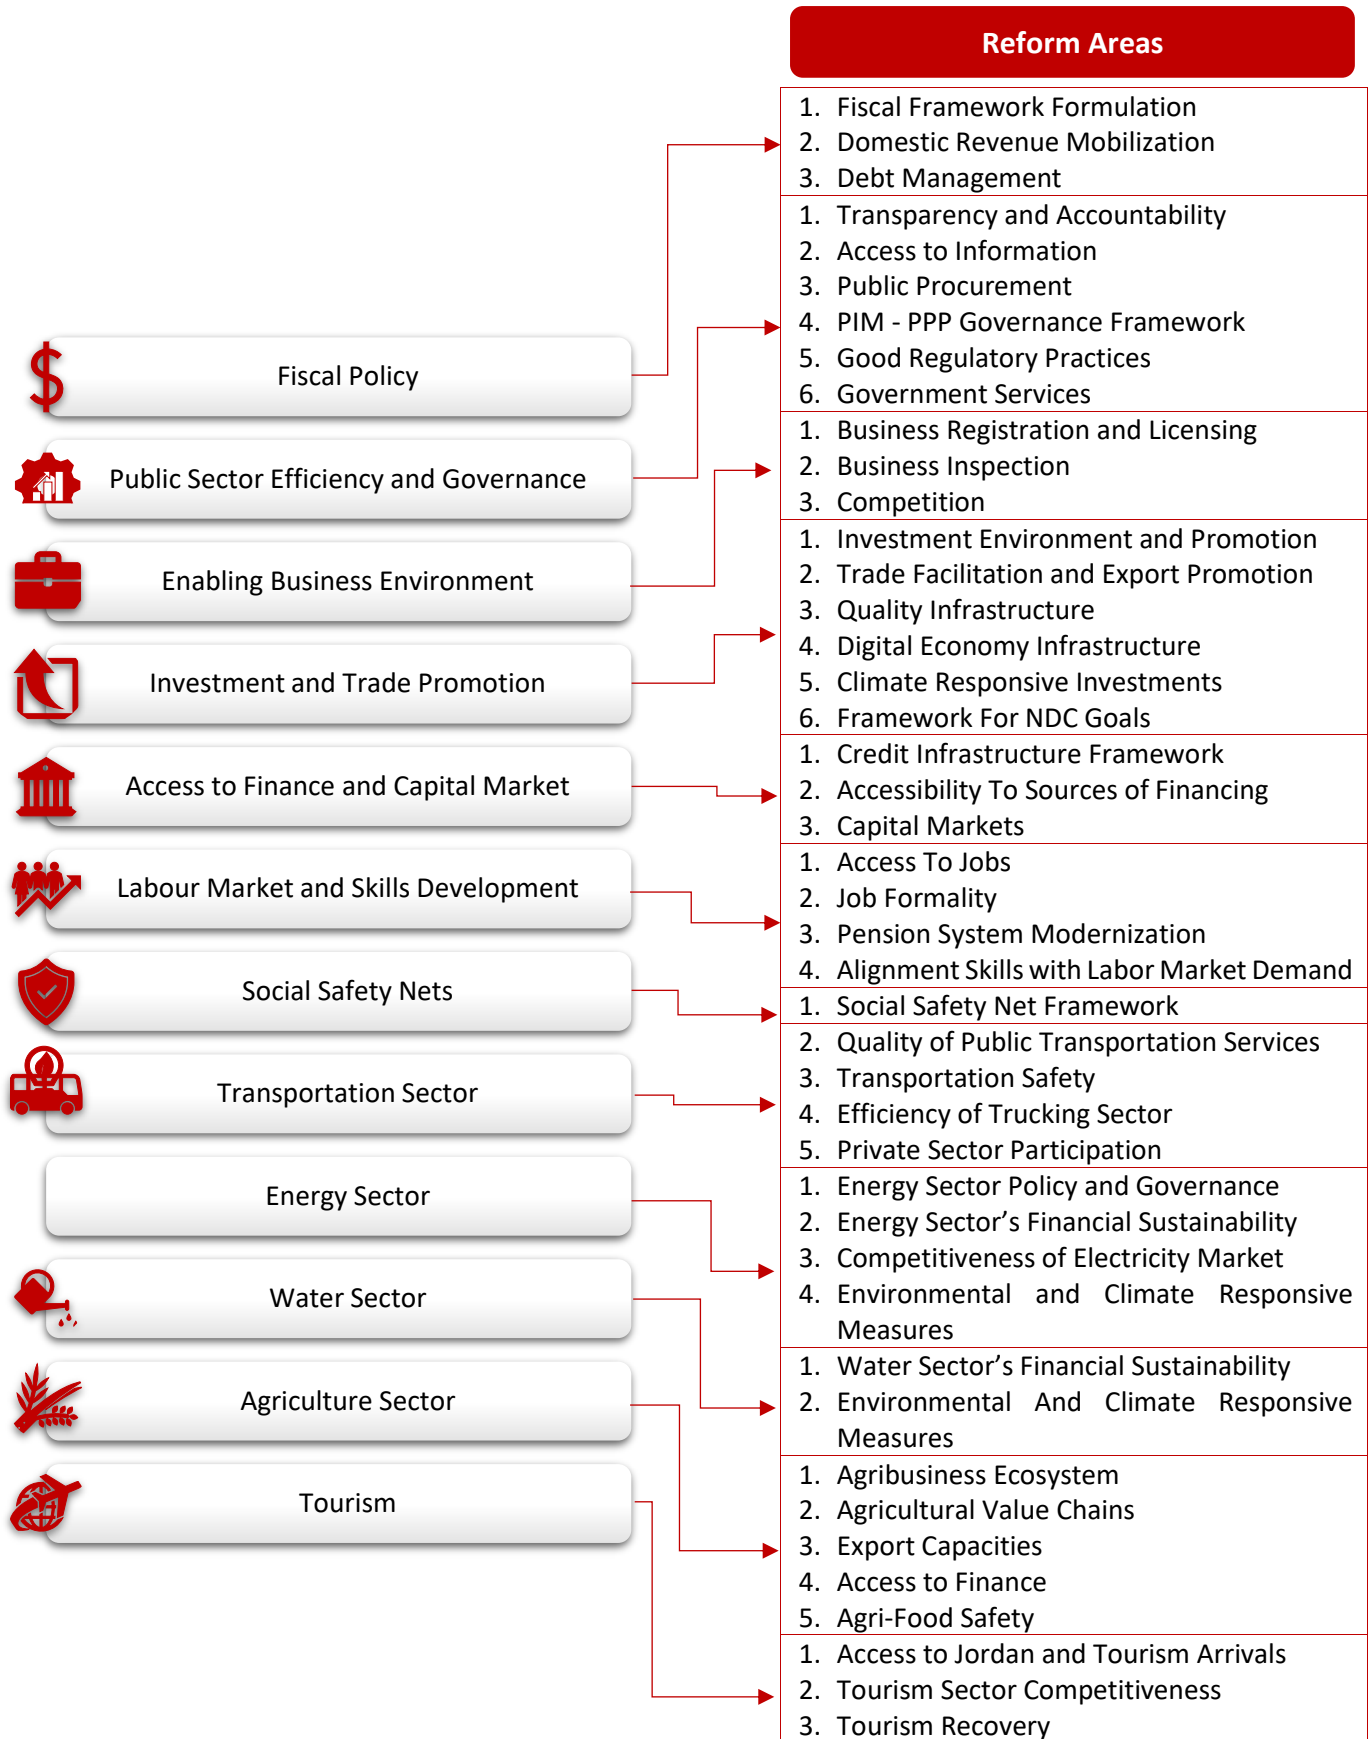 Reform Areas
Fiscal Policy
Public Sector Efficiency and Governance
Enabling Business Environment
Investment and Trade Promotion
Access to Finance and Capital Market
Labour Market and Skills Development
Social Safety Nets
Transportation Sector
Energy Sector
Water Sector
Agriculture Sector
Tourism
1. Fiscal Framework Formulation
2. Domestic Revenue Mobilization
3. Debt Management
1. Transparency and Accountability
2. Access to Information
3. Public Procurement
4. PIM - PPP Governance Framework
5. Good Regulatory Practices
6. Government Services
1. Business Registration and Licensing
2. Business Inspection
3. Competition
1. Investment Environment and Promotion
2. Trade Facilitation and Export Promotion
3. Quality Infrastructure
4. Digital Economy Infrastructure
5. Climate Responsive Investments
6. Framework For NDC Goals
1. Credit Infrastructure Framework
2. Accessibility To Sources of Financing
3. Capital Markets
1. Access To Jobs
2. Job Formality
3. Pension System Modernization
4. Alignment Skills with Labor Market Demand
1. Social Safety Net Framework
2. Quality of Public Transportation Services
3. Transportation Safety
4. Efficiency of Trucking Sector
5. Private Sector Participation
1. Energy Sector Policy and Governance
2. Energy Sector’s Financial Sustainability
3. Competitiveness of Electricity Market
4. Environmental and Climate Responsive
Measures
1. Water Sector’s Financial Sustainability
2. Environmental And Climate Responsive
Measures
1. Agribusiness Ecosystem
2. Agricultural Value Chains
3. Export Capacities
4. Access to Finance
5. Agri-Food Safety
1. Access to Jordan and Tourism Arrivals
2. Tourism Sector Competitiveness
3. Tourism Recovery